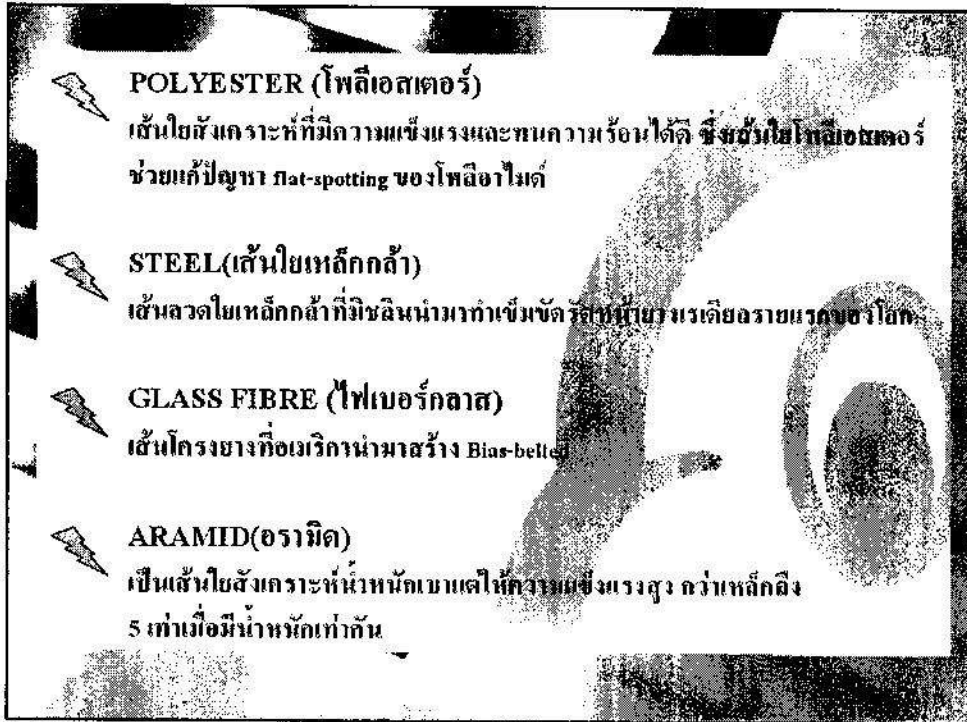 POLYESTER (โพลีเอสเตอร์)
เส้นใยสังเคราะห์ที่มีความแข็งแรงและทนความร้อนได้ดี ซึ่งเส้นใยโพลีเอสเตอร์
ช่วยแก้ปัญหา flat-spotting ของโพลีอาไมด์
STEEL(เส้นใยเหล็กกล้า)
เส้นลวดใยเหล็กกล้าที่มิชลินนำมาทำเข็มขัดรัดหน้ายางเรเดียลรายแรกของโลก
GLASS FIBRE (ไฟเบอร์กลาส)
เส้นโครงยางที่อเมริกานำมาสร้าง Bias-belted
ARAMID(อรามิด)
เป็นเส้นใยสังเคราะห์น้ำหนักเบาแต่ให้ความแข็งแรงสูง กว่าเหล็กถึง
5 เท่าเมื่อมีน้ำหนักเท่ากัน